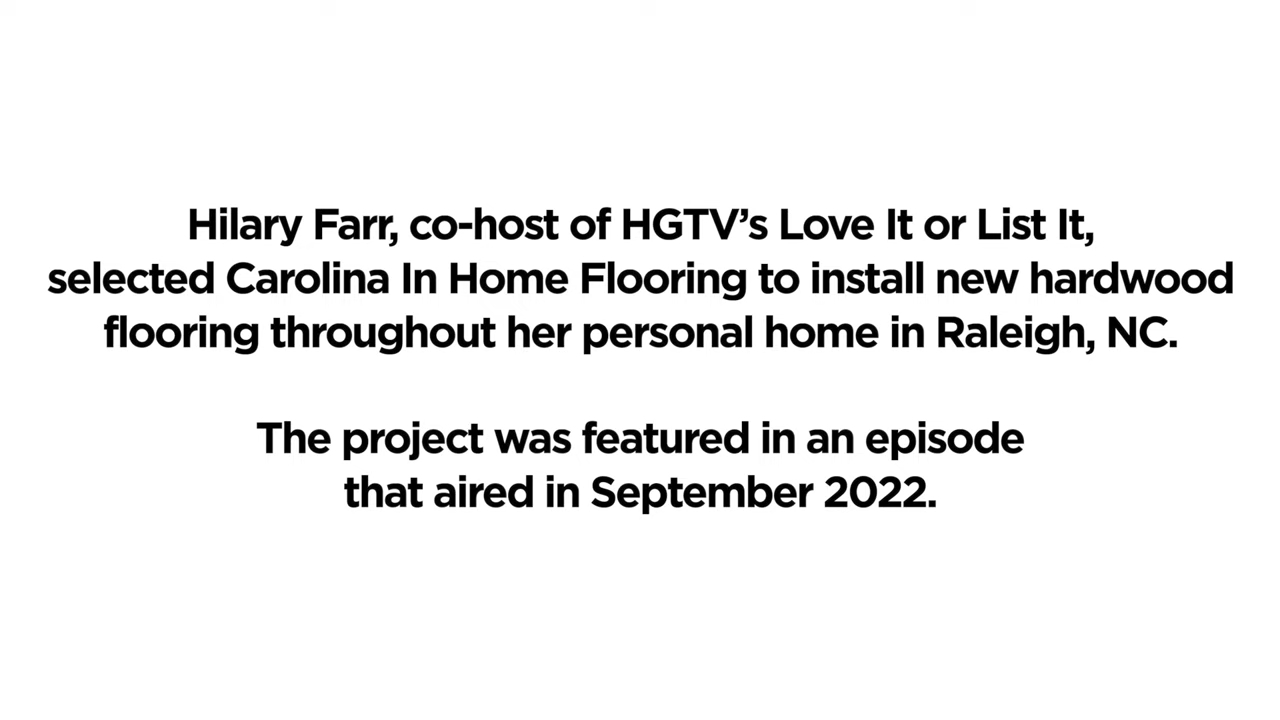 Hilary Farr, co-host of HGTV’s Love It or List It,
selected Carolina In Home Flooring to install new hardwood
flooring throughout her personal home in Raleigh, NC.
The project was featured in an episode
that aired in September 2022.